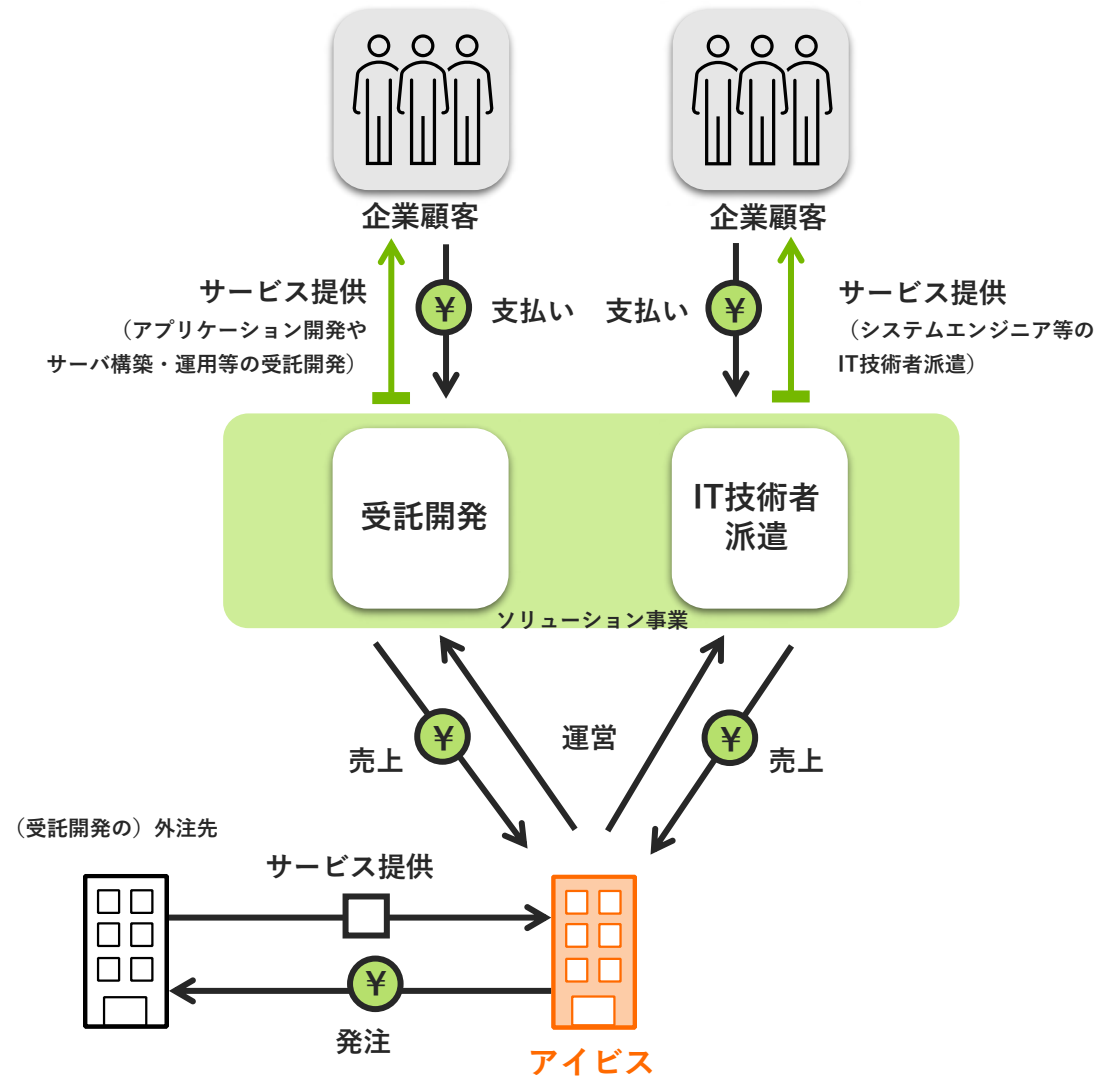 企業顧客
企業顧客
サービス提供
（アプリケーション開発や
サーバ構築・運用等の受託開発）
¥
支払い
支払い
¥
サービス提供
（システムエンジニア等の
IT技術者派遣）
受託開発
IT技術者
派遣
ソリューション事業
¥
売上
運営
¥
売上
（受託開発の）外注先
サービス提供
¥
発注
アイビス